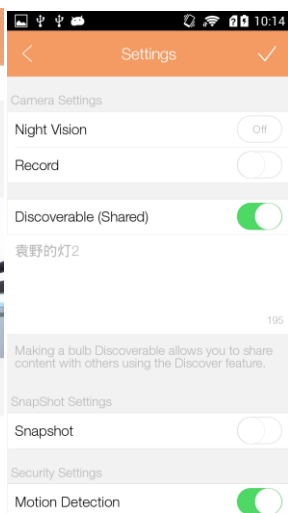 10:14
Settings
Camera Settings
Night Vision
Off
Record
Discoverable (Shared)
袁野的灯2
195
Making a bulb Discoverable allows you to share
content with others using the Discover feature.
SnapShot Settings
Snapshot
Security Settings
Motion Detection